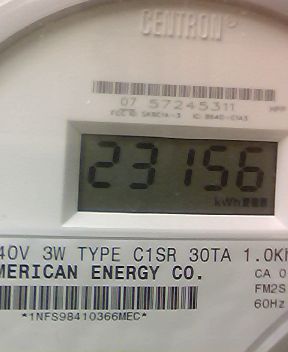 CENTRON
07 57245311
23156
kWh
40V 3W TYPE C1SR 30TA 1.0Kh
MERICAN ENERGY CO.
CA 0
FM2S
60Hz
*1NFS98410366MEC*